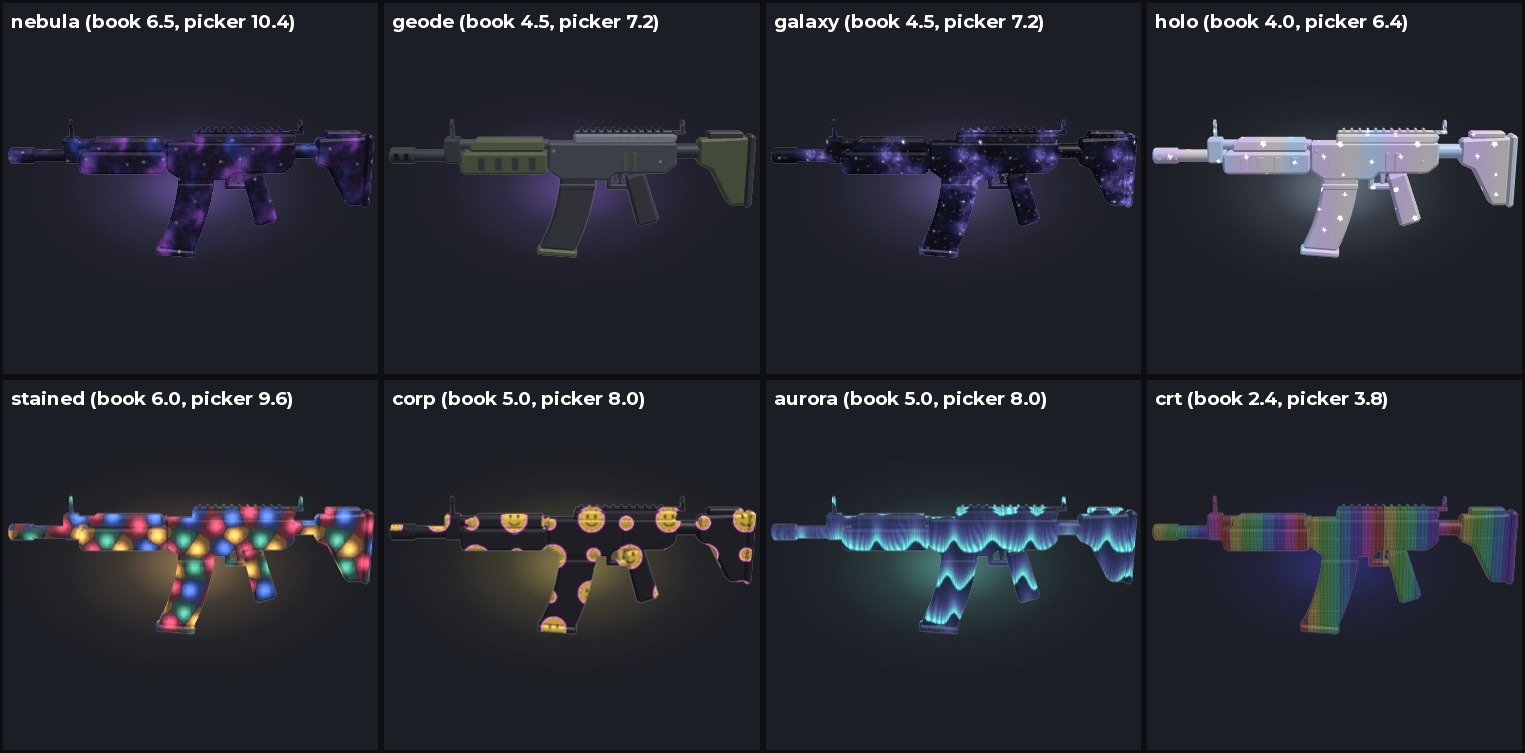 nebula (book 6.5, picker 10.4)
geode (book 4.5, picker 7.2)
galaxy (book 4.5, picker 7.2)
holo (book 4.0, picker 6.4)
stained (book 6.0, picker 9.6)
corp (book 5.0, picker 8.0)
aurora (book 5.0, picker 8.0)
crt (book 2.4, picker 3.8)